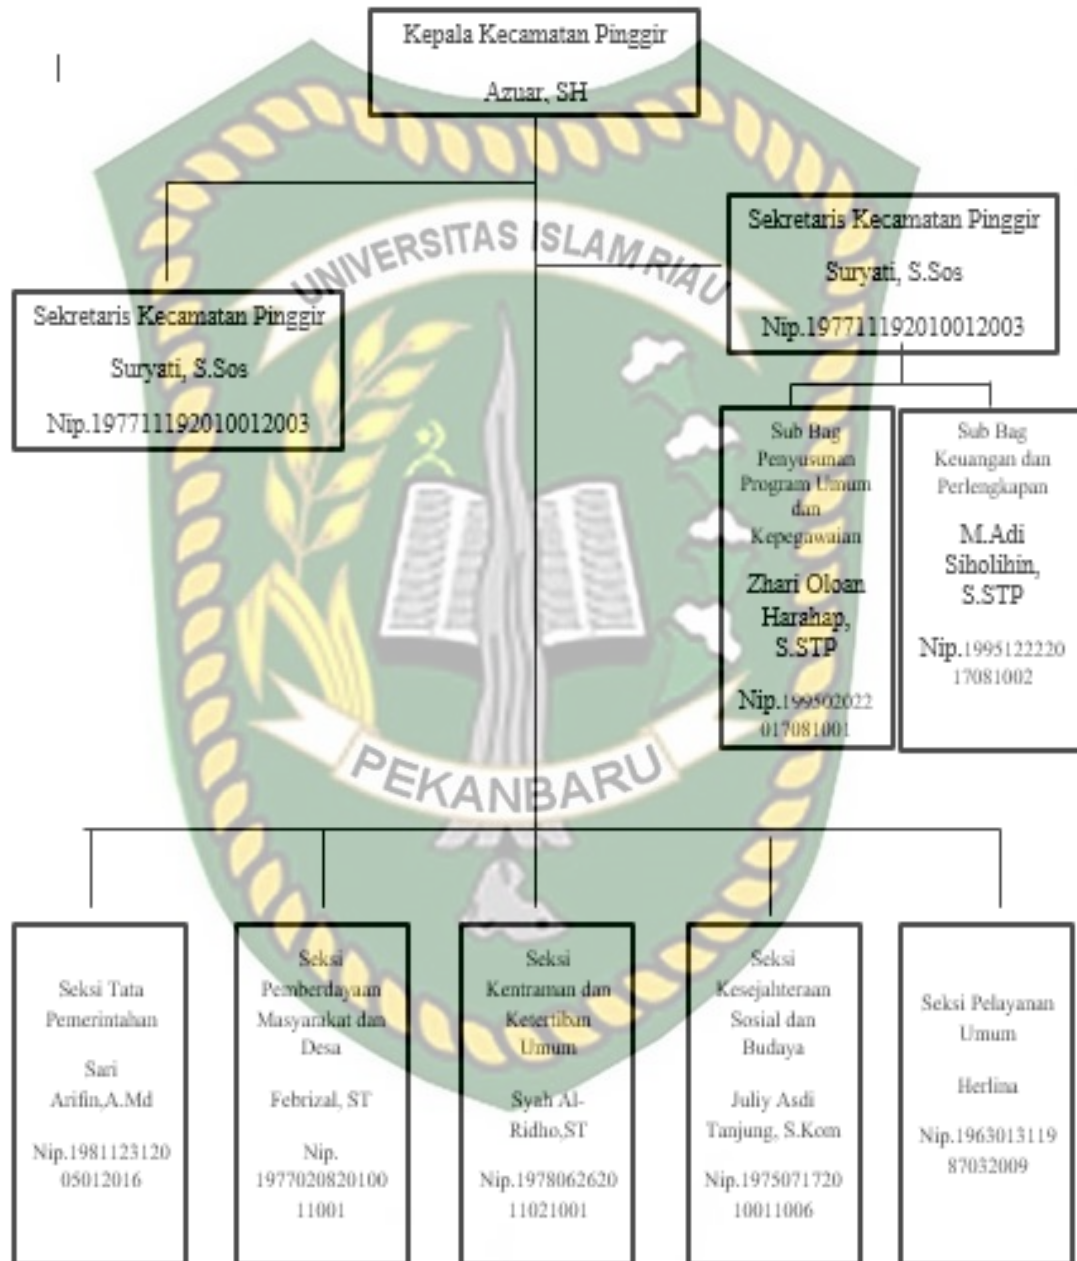 Kepala Kecamatan Pinggir
Azuar, SH
UNIVERSITAS ISLAM RIAU
Sekretaris Kecamatan Pinggir
Suryati, S.Sos
Nip.197711192010012003
Sekretaris Kecamatan Pinggir
Suryati, S.Sos
Nip.197711192010012003
Sub Bag
Penyusunan
Program Umum
dan
Kepegawaian
Zhari Oloan
Harahap,
S.STP
Nip.199502022
017081001
Sub Bag
Keuangan dan
Perlengkapan
M.Adi
Siholihin,
S.STP
Nip.1995122220
17081002
PEKANBARU
Seksi Tata
Pemerintahan
Sari
Arifin,A.Md
Nip.1981123120
05012016
Seksi
Pemberdayaan
Masyarakat dan
Desa
Febrizal, ST
Nip.
1977020820100
11001
Seksi
Kentraman dan
Ketertiban
Umum
Syah Al-
Ridho,ST
Nip.1978062620
11021001
Seksi
Kesejahteraan
Sosial dan
Budaya
Juliy Asdi
Tanjung, S.Kom
Nip.1975071720
10011006
Seksi Pelayanan
Umum
Herlina
Nip.1963013119
87032009